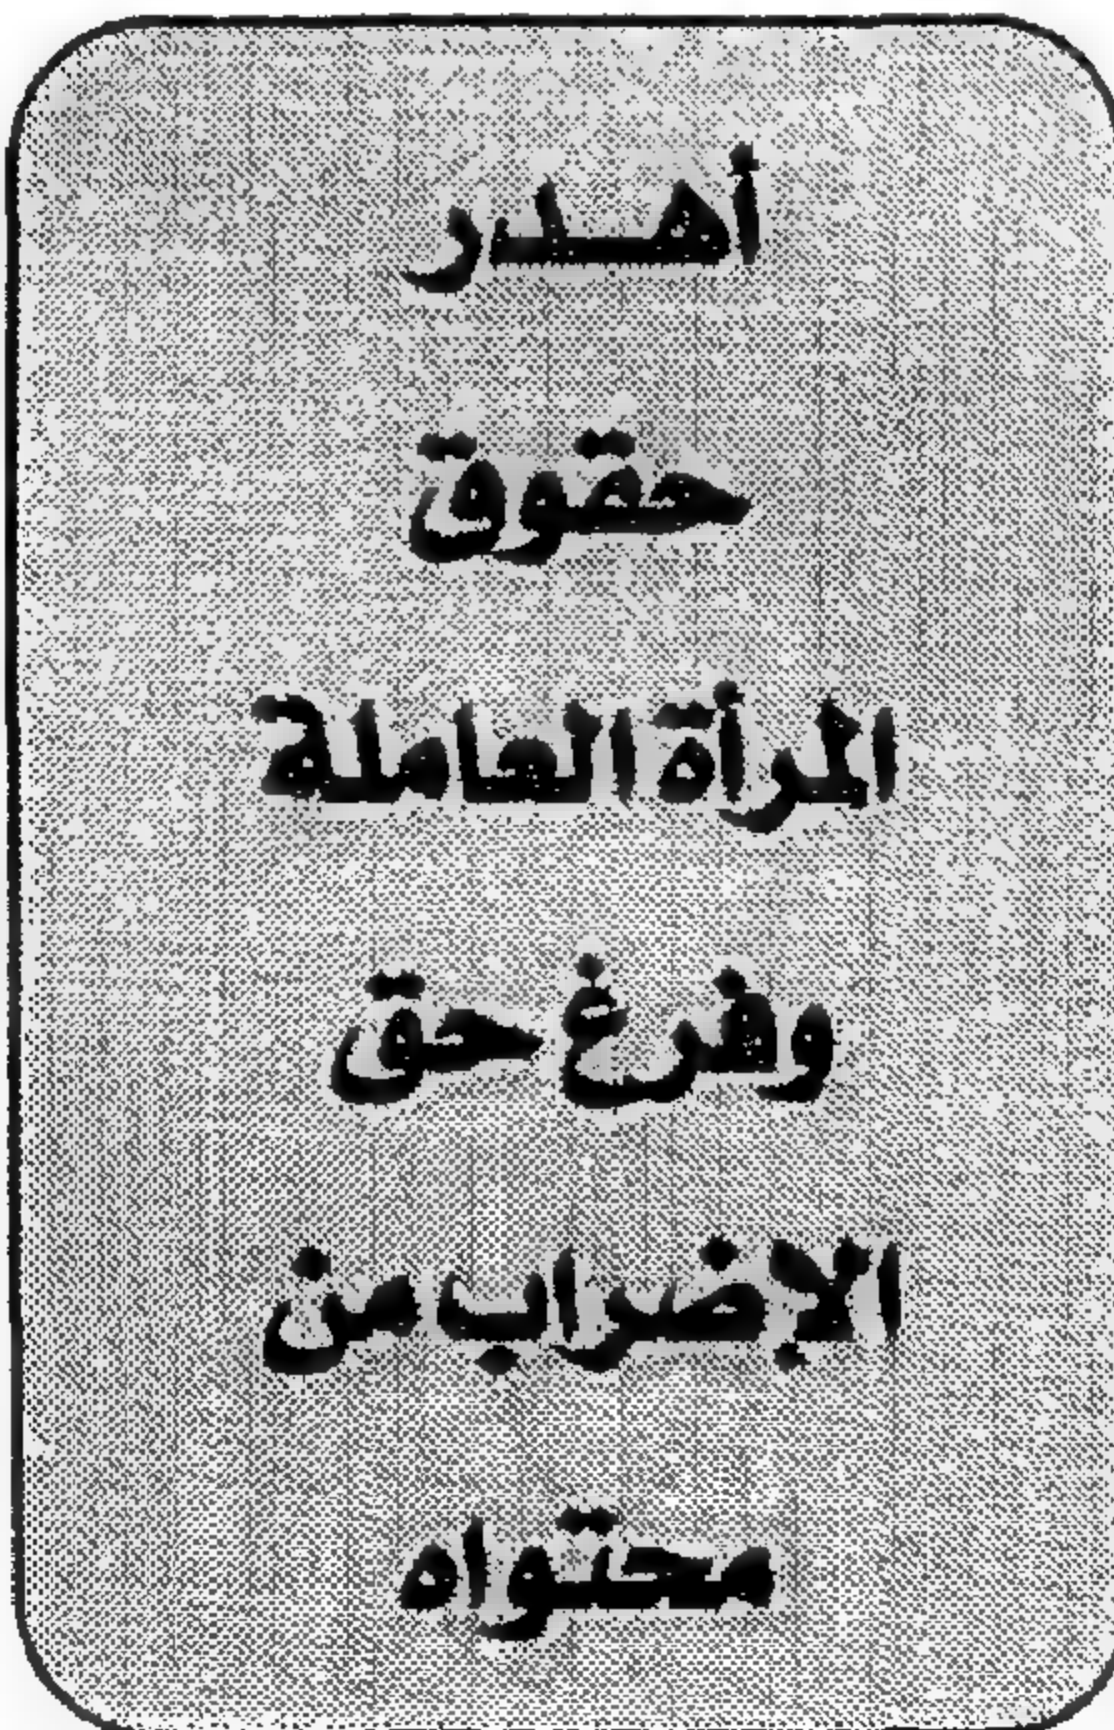 أهدر
حقوق
المرأة العاملة
وفرغ حق
الإضراب من
محتواه